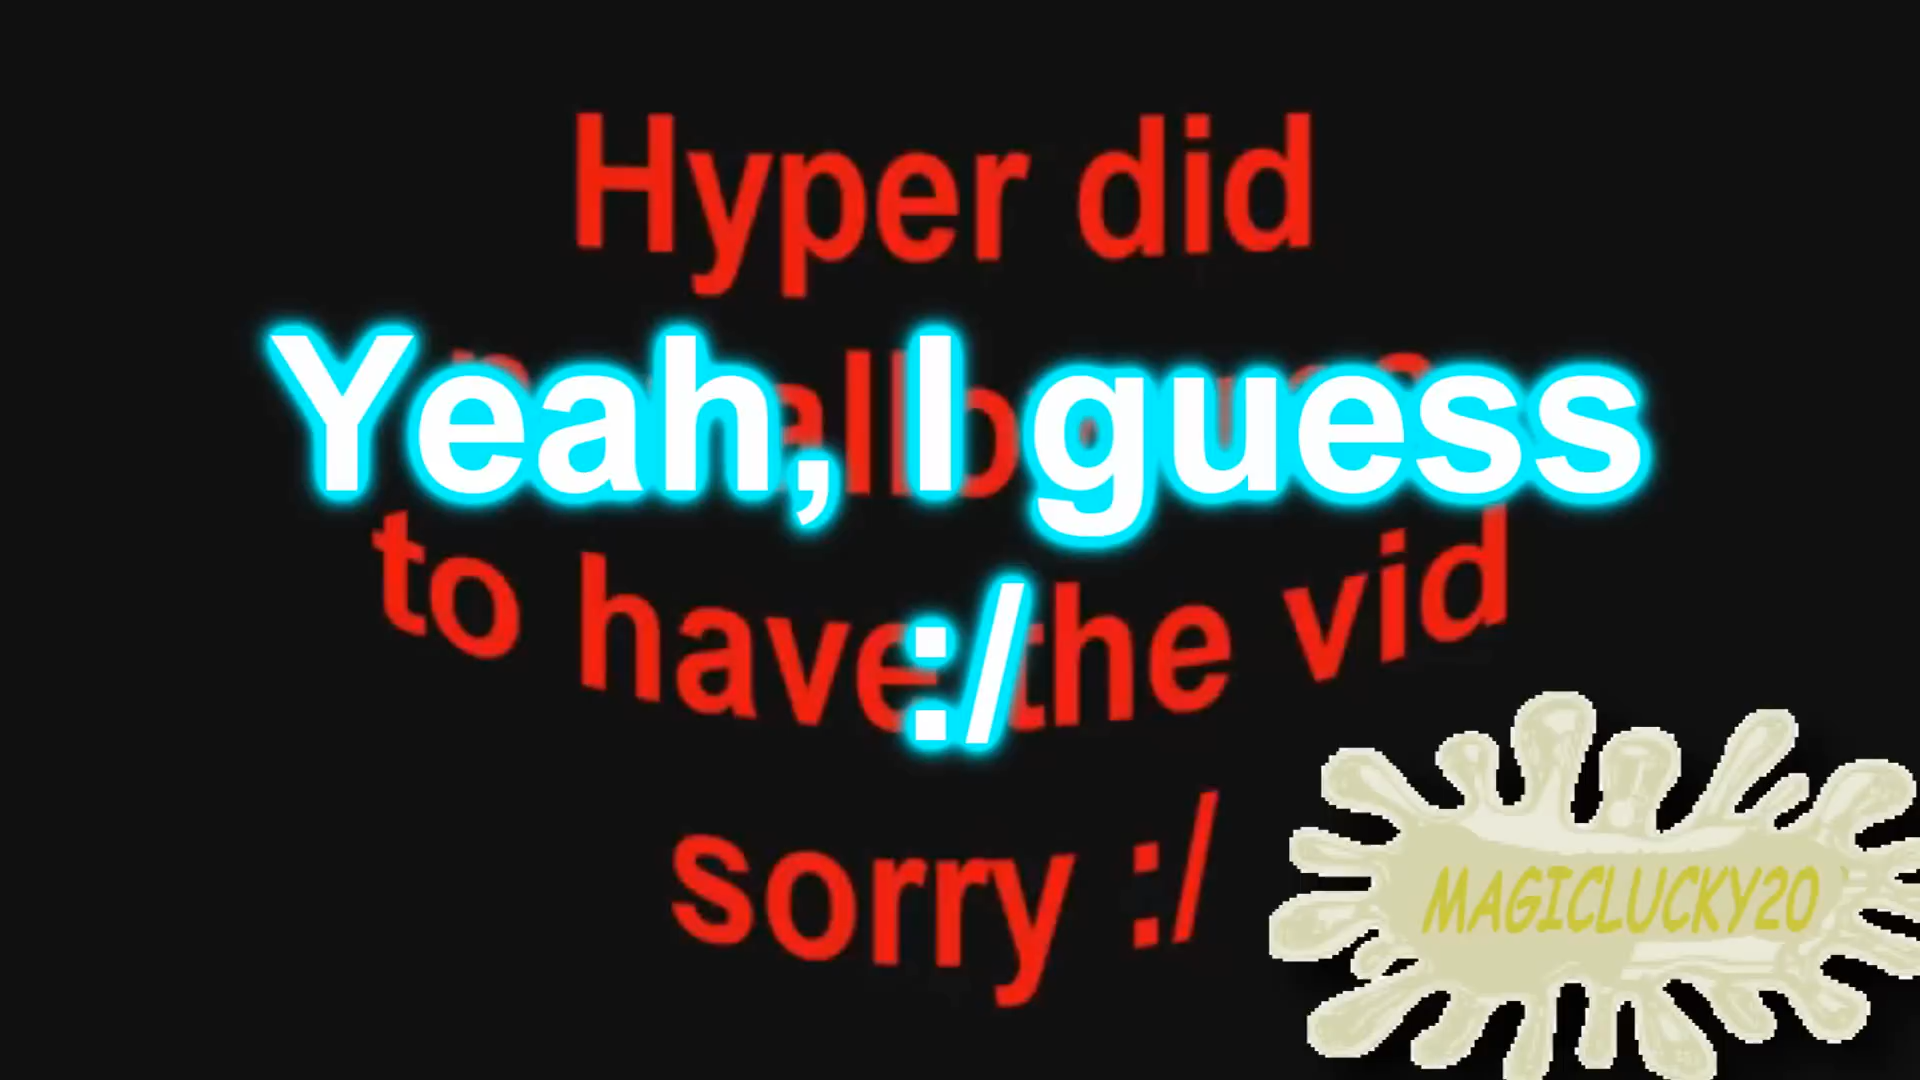 Hyper did
Yeah, I guess
:/
to have the vid
sorry :/
MAGICLUCKY20